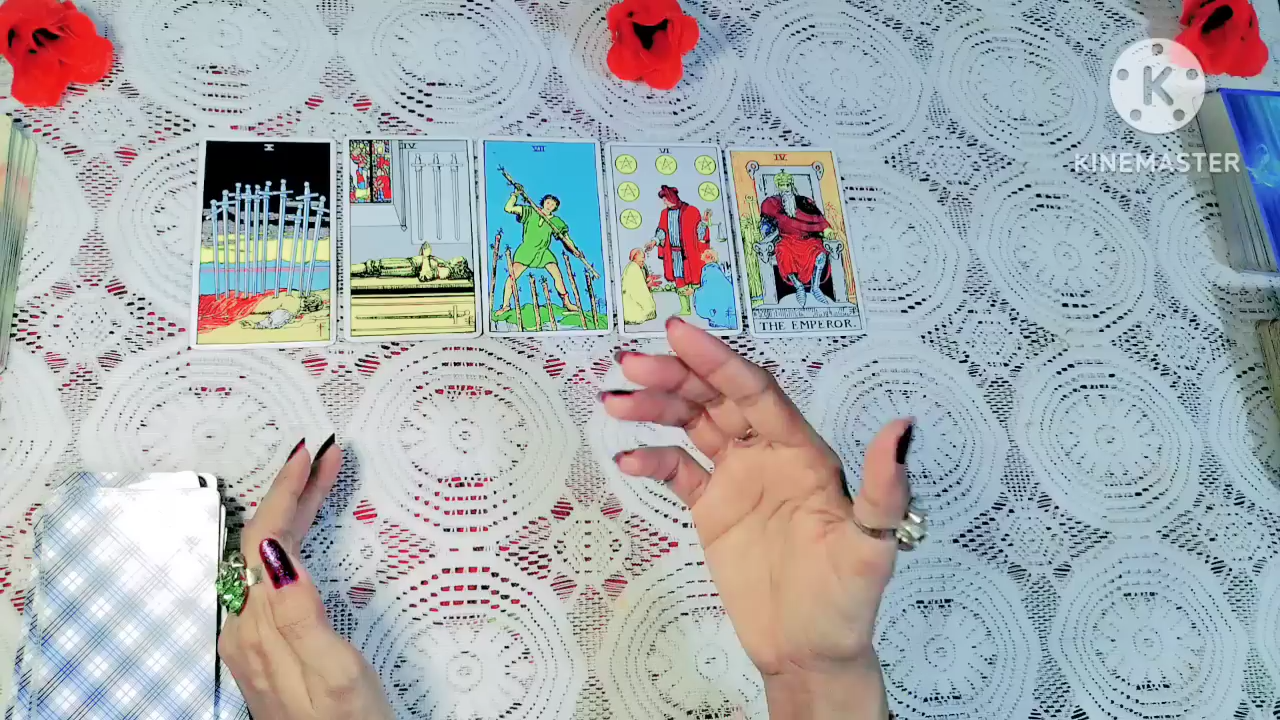 X
IV
VII
VI
IV
THE EMPEROR.
K
KINEMASTER